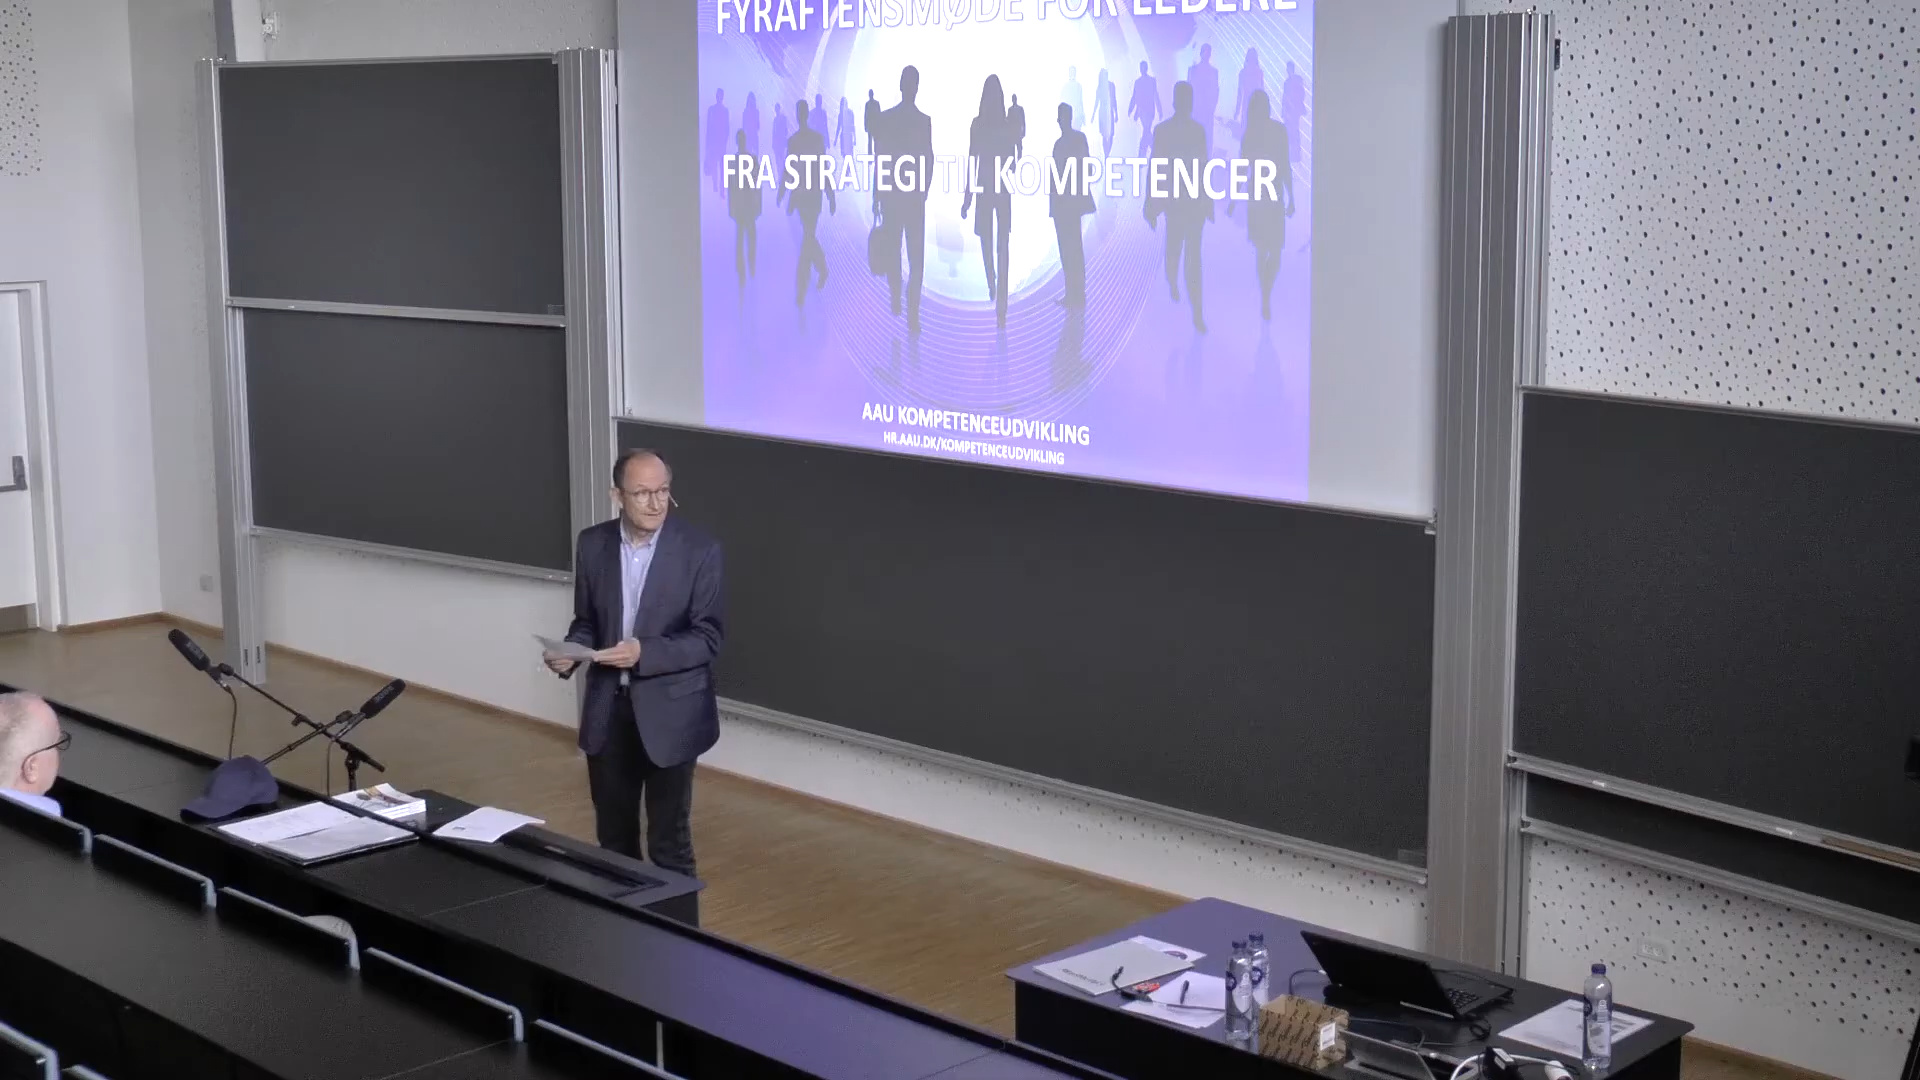 FYRAFTENSMØDE FOR LEDERE
FRA STRATEGI TIL KOMPETENCER
AAU KOMPETENCEUDVIKLING
HR.AAU.DK/KOMPETENCEUDVIKLING